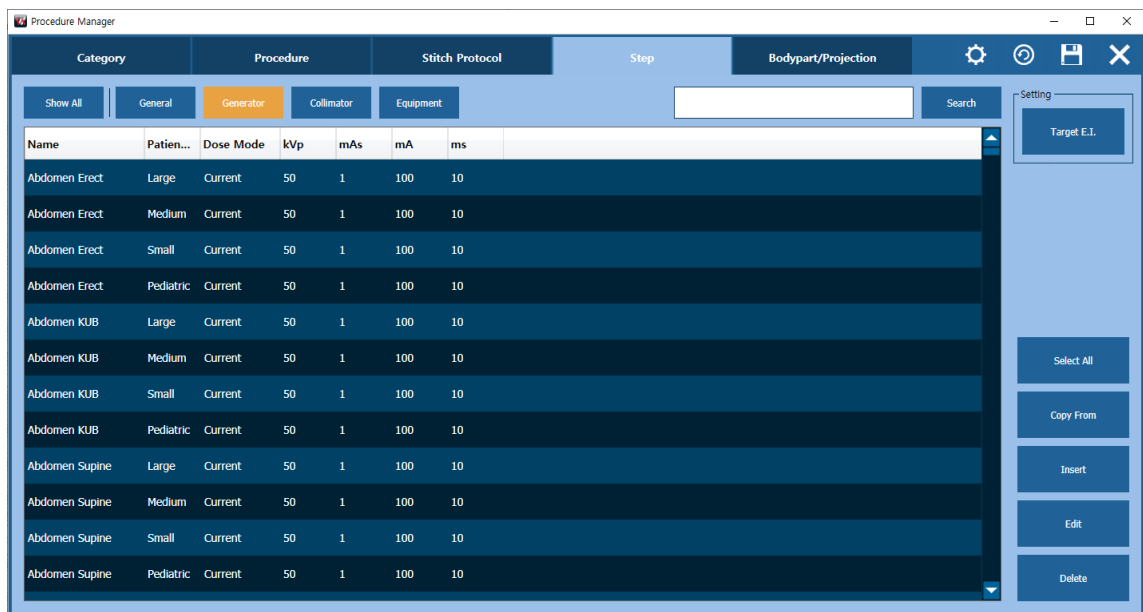 Procedure Manager
Category Procedure Stitch Protocol Step Bodypart/Projection
Show All General Generator Collimator Equipment Search
Setting
Target E.I.
Name Patien... Dose Mode kVp mAs mA ms
Abdomen Erect Large Current 50 1 100 10
Abdomen Erect Medium Current 50 1 100 10
Abdomen Erect Small Current 50 1 100 10
Abdomen Erect Pediatric Current 50 1 100 10
Abdomen KUB Large Current 50 1 100 10
Abdomen KUB Medium Current 50 1 100 10
Abdomen KUB Small Current 50 1 100 10
Abdomen KUB Pediatric Current 50 1 100 10
Abdomen Supine Large Current 50 1 100 10
Abdomen Supine Medium Current 50 1 100 10
Abdomen Supine Small Current 50 1 100 10
Abdomen Supine Pediatric Current 50 1 100 10
Select All
Copy From
Insert
Edit
Delete